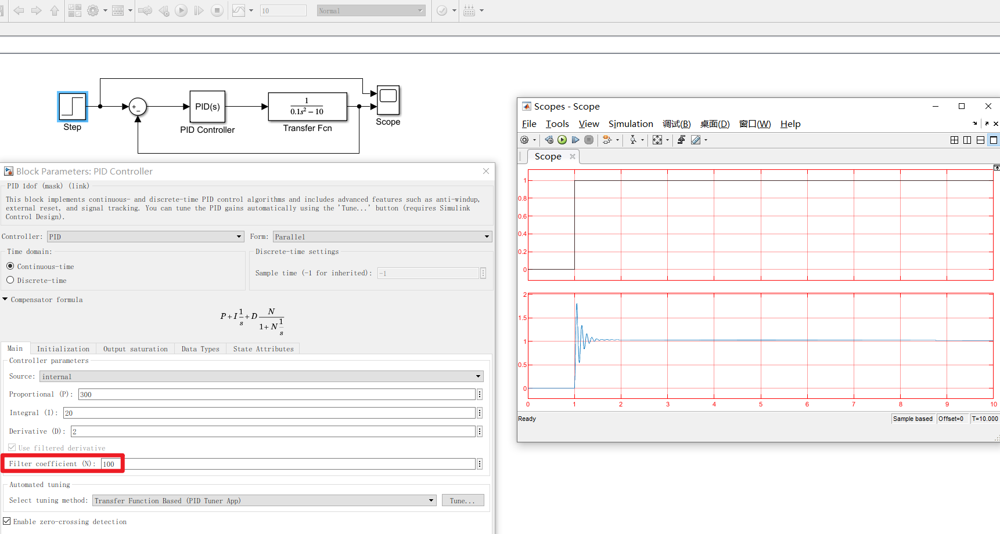 10
Normal
Step
+
−
PID(s)
PID Controller
1
0.1s² − 10
Transfer Fcn
Scope
Block Parameters: PID Controller
PID 1dof (mask) (link)
This block implements continuous- and discrete-time PID control algorithms and includes advanced features such as anti-windup,
external reset, and signal tracking. You can tune the PID gains automatically using the 'Tune...' button (requires Simulink
Control Design).
Controller: PID
Form: Parallel
Time domain:
Continuous-time
Discrete-time
Discrete-time settings
Sample time (-1 for inherited): -1
Compensator formula
P + I 1/s + D N/(1 + N 1/s)
Main
Initialization
Output saturation
Data Types
State Attributes
Controller parameters
Source: internal
Proportional (P): 300
Integral (I): 20
Derivative (D): 2
Use filtered derivative
Filter coefficient (N): 100
Automated tuning
Select tuning method: Transfer Function Based (PID Tuner App)
Tune...
Enable zero-crossing detection
Scopes - Scope
File Tools View Simulation 调试(B) 桌面(D) 窗口(W) Help
Scope
1
0.8
0.6
0.4
0.2
0
2
1.5
1
0.5
0
0 1 2 3 4 5 6 7 8 9 10
Ready
Sample based Offset=0 T=10.000